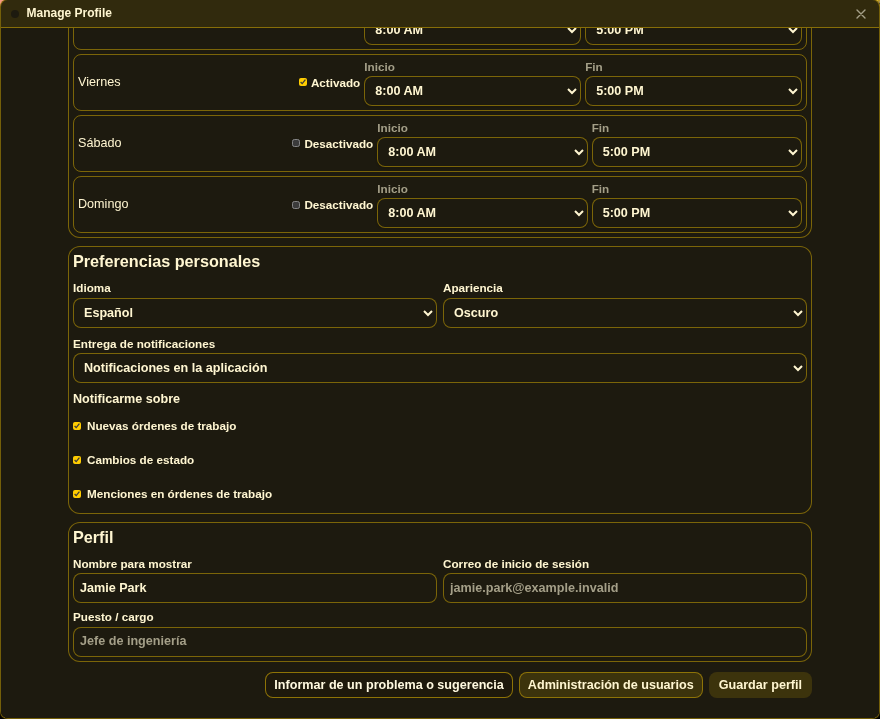 Manage Profile
8:00 AM 5:00 PM
Inicio Fin
Viernes Activado 8:00 AM 5:00 PM
Inicio Fin
Sábado Desactivado 8:00 AM 5:00 PM
Inicio Fin
Domingo Desactivado 8:00 AM 5:00 PM
Preferencias personales
Idioma Apariencia
Español Oscuro
Entrega de notificaciones
Notificaciones en la aplicación
Notificarme sobre
Nuevas órdenes de trabajo
Cambios de estado
Menciones en órdenes de trabajo
Perfil
Nombre para mostrar Correo de inicio de sesión
Jamie Park jamie.park@example.invalid
Puesto / cargo
Jefe de ingeniería
Informar de un problema o sugerencia Administración de usuarios Guardar perfil